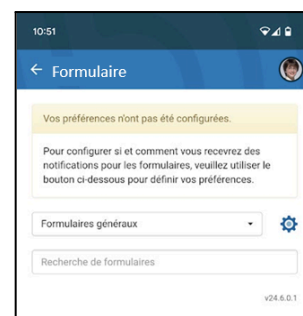 10:51
Formulaire
Vos préférences n'ont pas été configurées.
Pour configurer si et comment vous recevrez des
notifications pour les formulaires, veuillez utiliser le
bouton ci-dessous pour définir vos préférences.
Formulaires généraux
Recherche de formulaires
v24.6.0.1